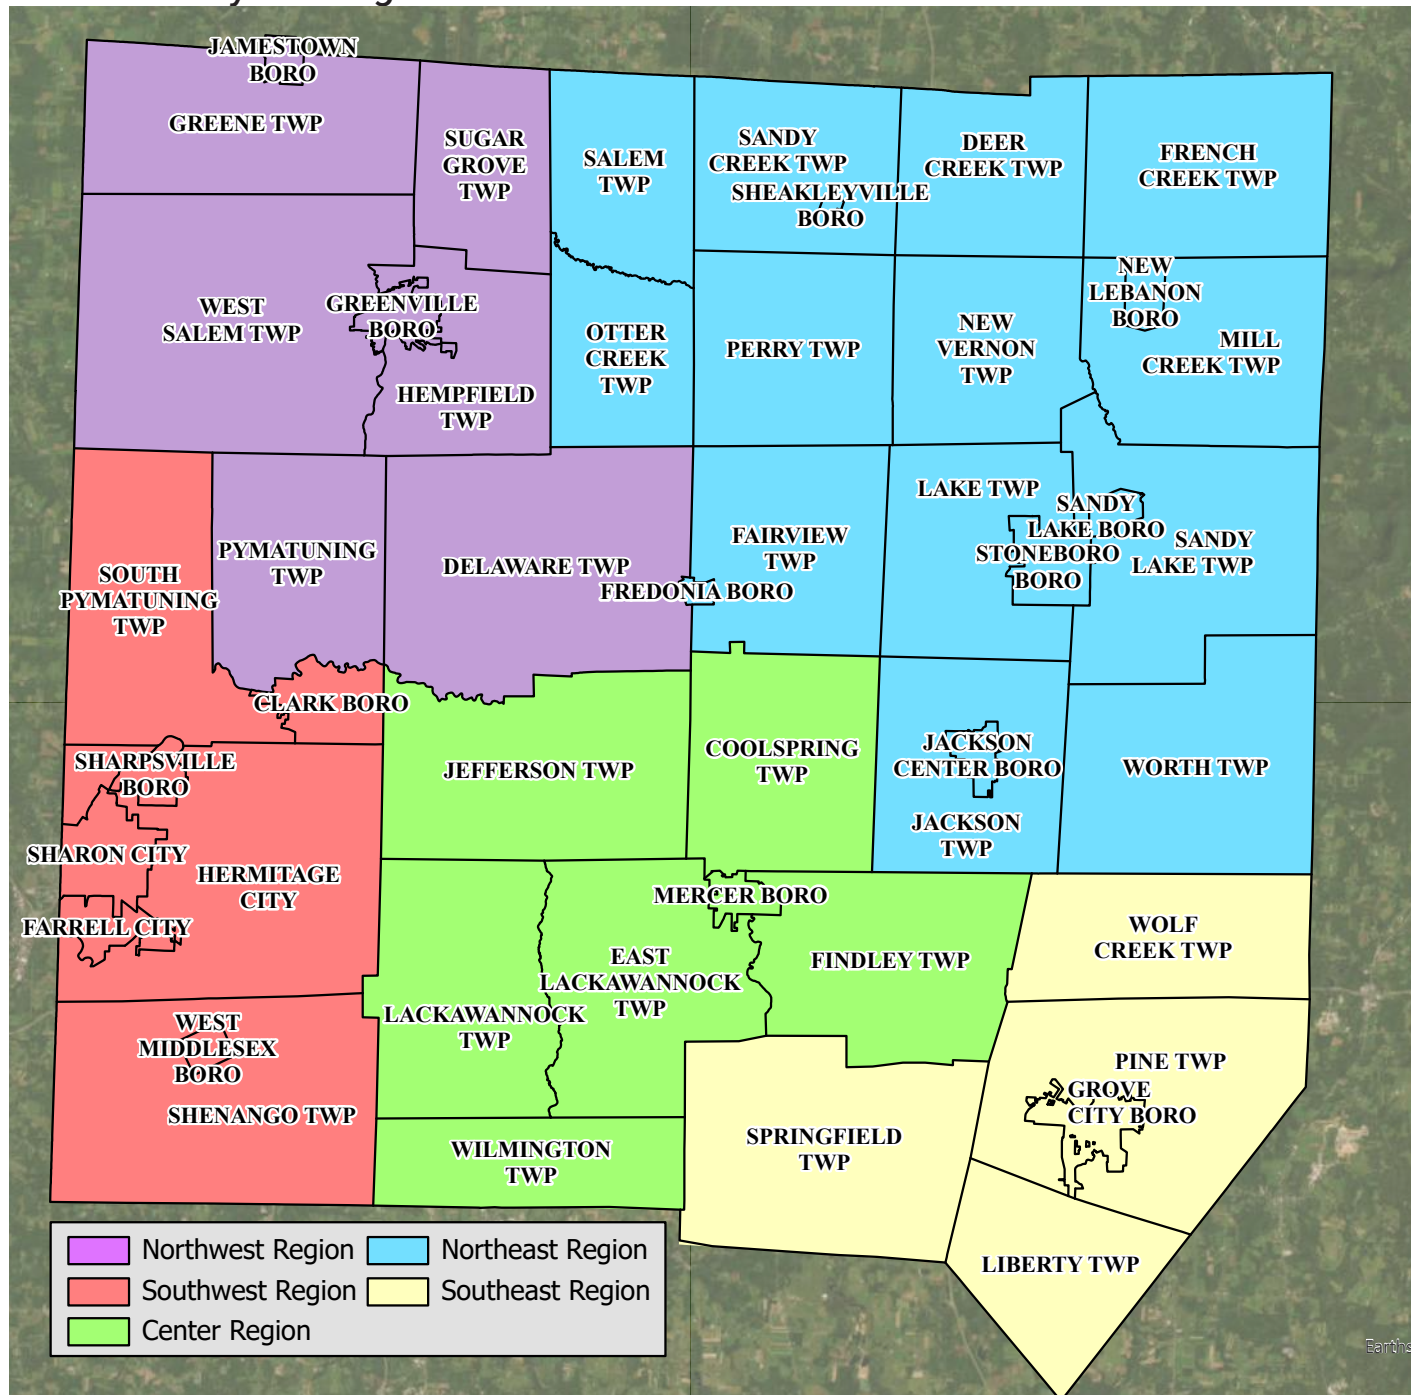 JAMESTOWN
BORO
GREENE TWP
SUGAR
GROVE
TWP
SALEM
TWP
SANDY
CREEK TWP
SHEAKLEYVILLE
BORO
DEER
CREEK TWP
FRENCH
CREEK TWP
WEST
SALEM TWP
GREENVILLE
BORO
HEMPFIELD
TWP
OTTER
CREEK
TWP
PERRY TWP
NEW
VERNON
TWP
NEW
LEBANON
BORO
MILL
CREEK TWP
SOUTH
PYMATUNING
TWP
PYMATUNING
TWP
DELAWARE TWP
FREDONIA BORO
FAIRVIEW
TWP
LAKE TWP
SANDY
LAKE BORO
STONEBORO
BORO
SANDY
LAKE TWP
CLARK BORO
SHARPSVILLE
BORO
JEFFERSON TWP
COOLSPRING
TWP
JACKSON
CENTER BORO
JACKSON
TWP
WORTH TWP
SHARON CITY
HERMITAGE
CITY
FARRELL CITY
MERCER BORO
EAST
LACKAWANNOCK
TWP
FINDLEY TWP
WOLF
CREEK TWP
LACKAWANNOCK
TWP
WEST
MIDDLESEX
BORO
SHENANGO TWP
WILMINGTON
TWP
SPRINGFIELD
TWP
PINE TWP
GROVE
CITY BORO
LIBERTY TWP
Northwest Region
Northeast Region
Southwest Region
Southeast Region
Center Region
Earths